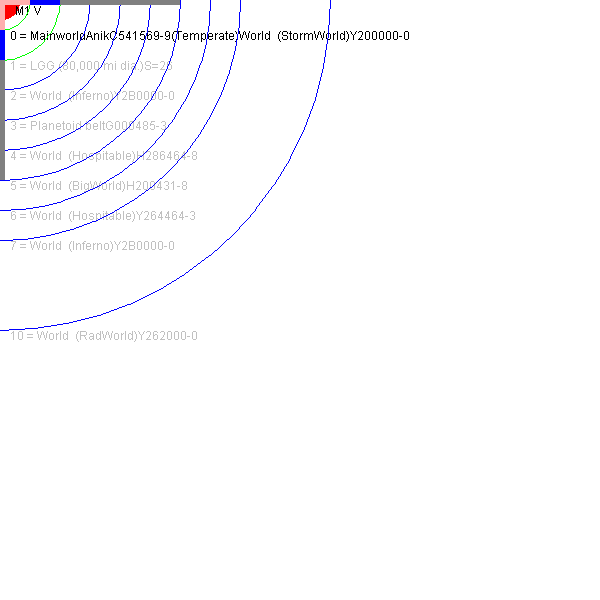 M1 V
0 = MainworldAnikC541569-9(Temperate)World (StormWorld)Y200000-0
1 = LGG (80,000 mi dia.)S=23
2 = World (Inferno)Y2B0000-0
3 = Planetoid beltG000485-3
4 = World (Hospitable)H286464-8
5 = World (BigWorld)H200431-8
6 = World (Hospitable)Y264464-3
7 = World (Inferno)Y2B0000-0
10 = World (RadWorld)Y262000-0